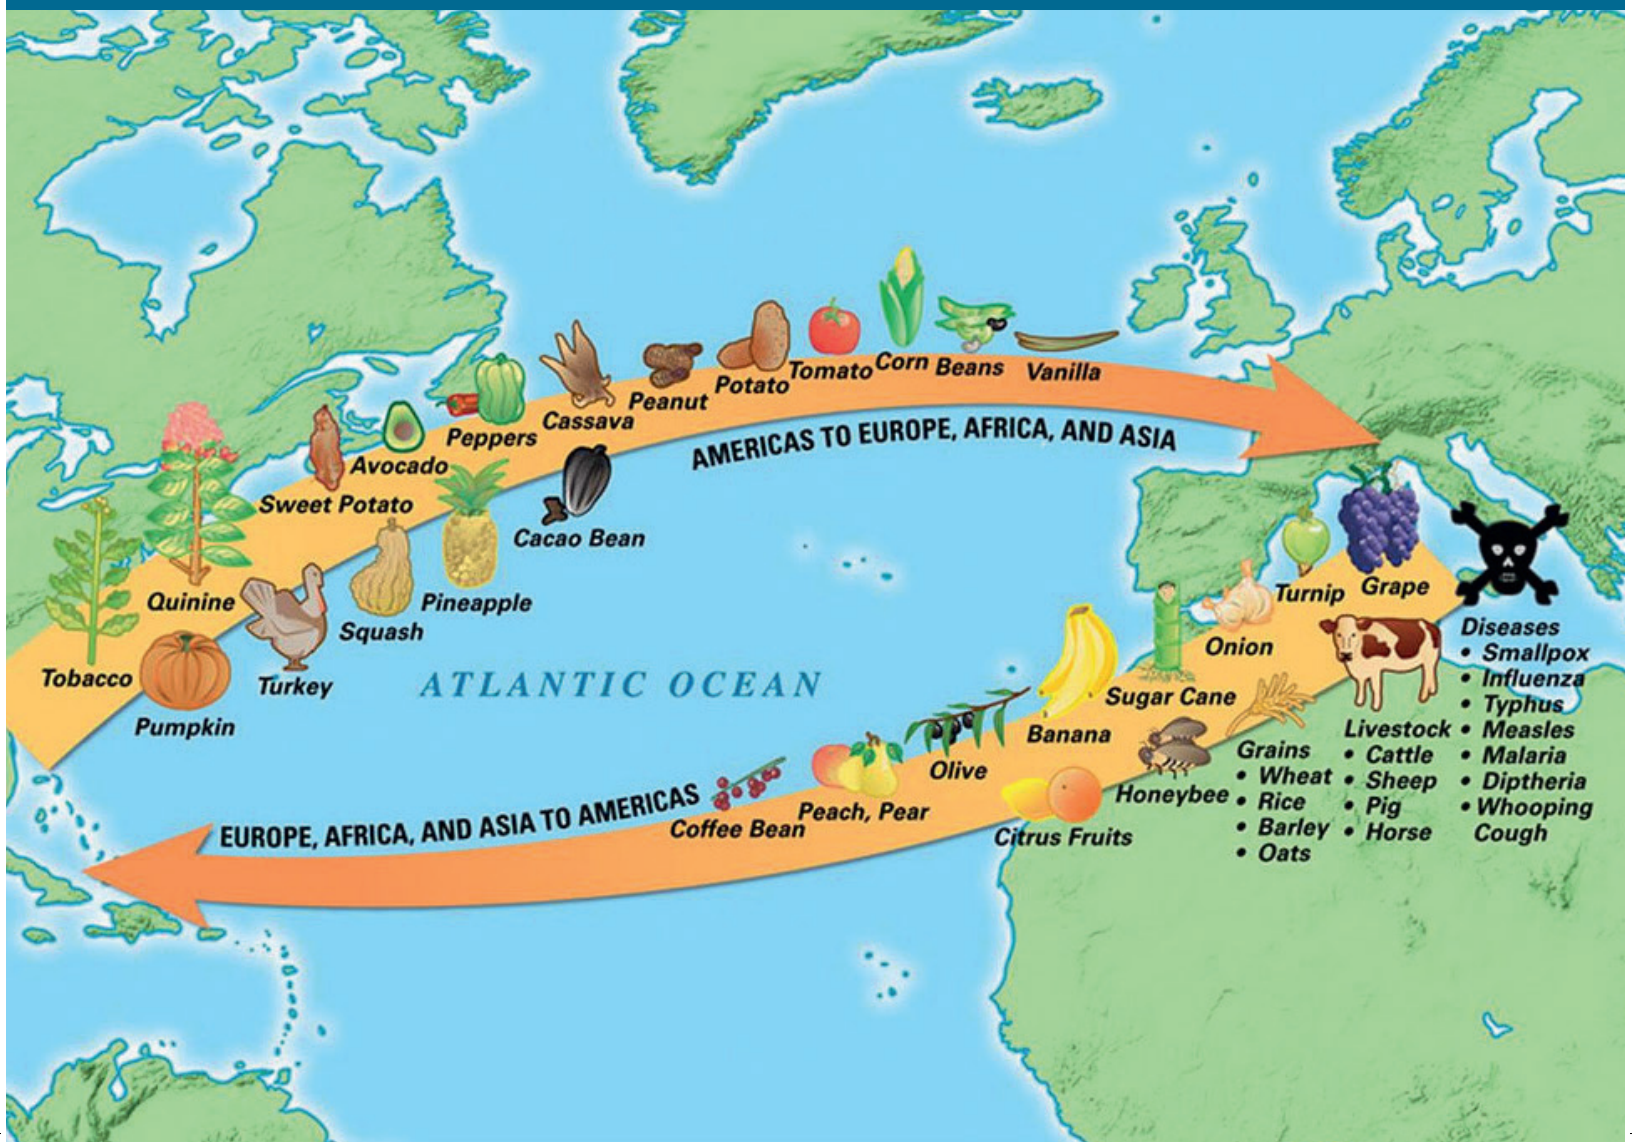 Tomato
Corn
Beans
Vanilla
Potato
Peanut
Cassava
Peppers
Avocado
Sweet Potato
AMERICAS TO EUROPE, AFRICA, AND ASIA
Cacao Bean
Pineapple
Squash
Quinine
Turkey
Tobacco
Pumpkin
ATLANTIC OCEAN
Grape
Turnip
Onion
Sugar Cane
Banana
Olive
Peach, Pear
Coffee Bean
Citrus Fruits
Honeybee
EUROPE, AFRICA, AND ASIA TO AMERICAS
Grains
• Wheat
• Rice
• Barley
• Oats
Livestock
• Cattle
• Sheep
• Pig
• Horse
Diseases
• Smallpox
• Influenza
• Typhus
• Measles
• Malaria
• Diptheria
• Whooping
Cough